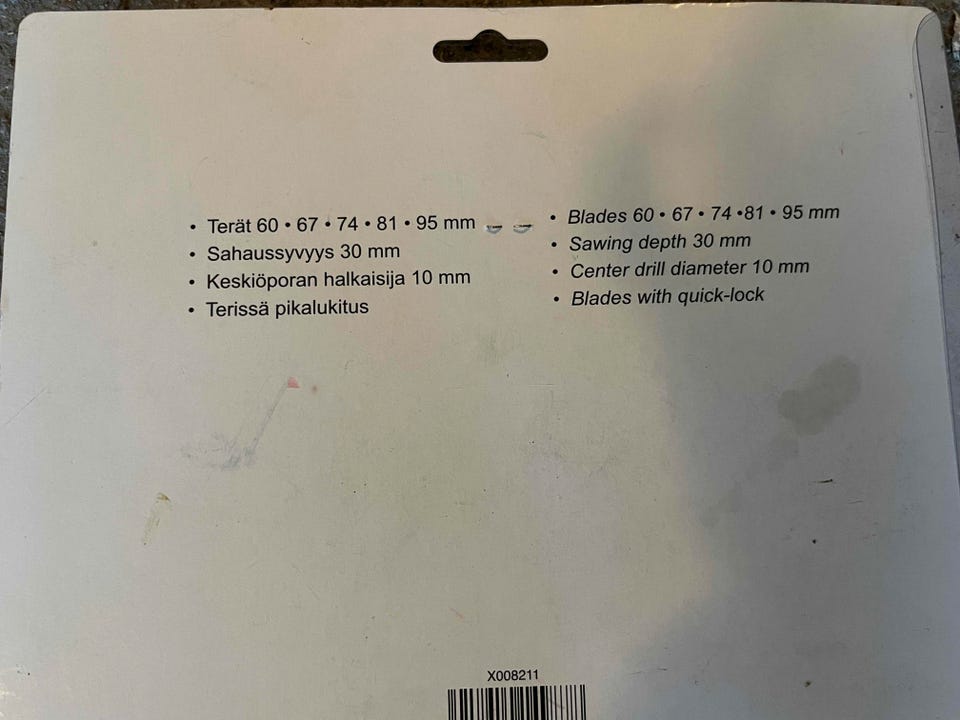 • Terät 60 • 67 • 74 • 81 • 95 mm
• Sahaussyvyys 30 mm
• Keskiöporan halkaisija 10 mm
• Terissä pikalukitus
• Blades 60 • 67 • 74 •81 • 95 mm
• Sawing depth 30 mm
• Center drill diameter 10 mm
• Blades with quick-lock
X008211